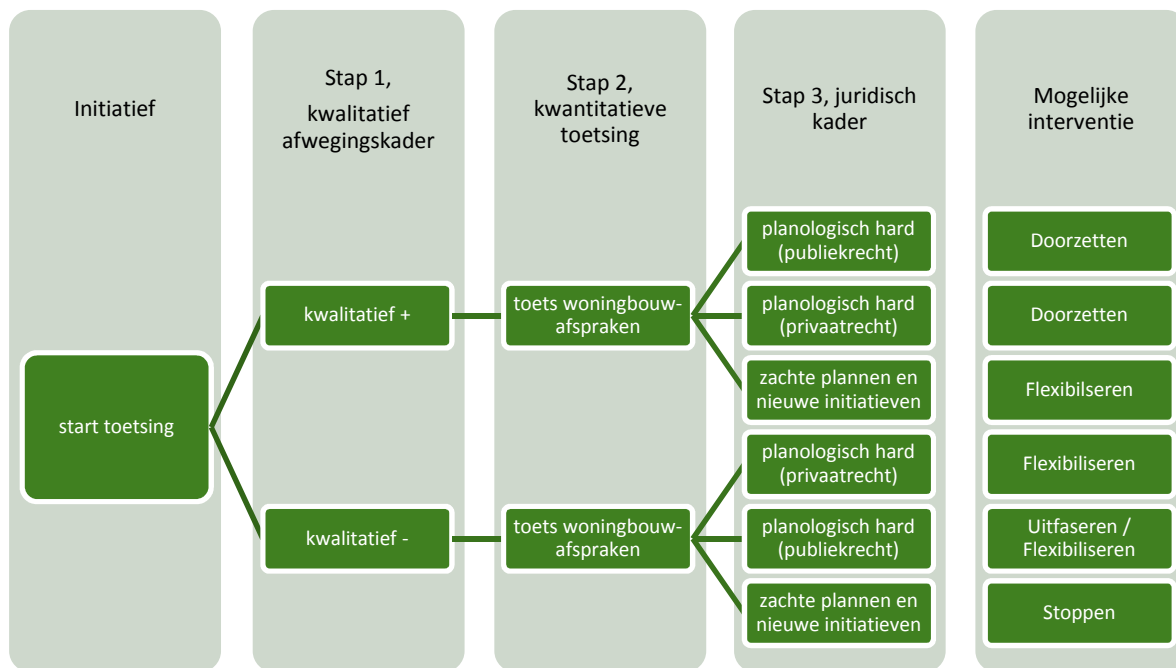 Initiatief
Stap 1,
kwalitatief
afwegingskader
Stap 2,
kwantitatieve
toetsing
Stap 3, juridisch
kader
Mogelijke
interventie
start toetsing
kwalitatief +
toets woningbouw-
afspraken
planologisch hard
(publiekrecht)
Doorzetten
planologisch hard
(privaatrecht)
Doorzetten
zachte plannen en
nieuwe initiatieven
Flexibilseren
kwalitatief -
toets woningbouw-
afspraken
planologisch hard
(privaatrecht)
Flexibiliseren
planologisch hard
(publiekrecht)
Uitfaseren /
Flexibiliseren
zachte plannen en
nieuwe initiatieven
Stoppen